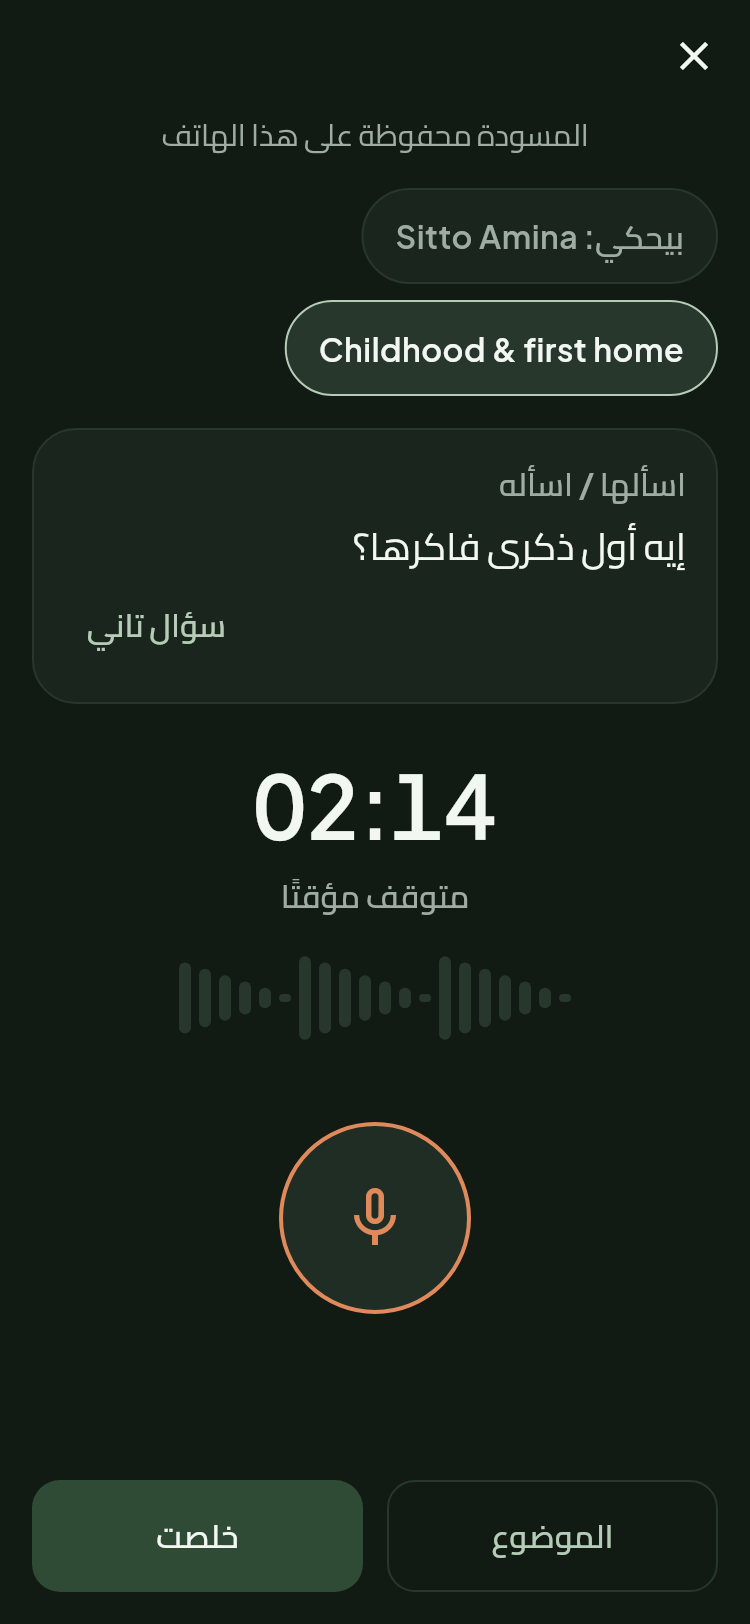 المسودة محفوظة على هذا الهاتف
بيحكي: Sitto Amina
Childhood & first home
اسألها / اسأله
إيه أول ذكرى فاكرها؟
سؤال تاني
02:14
متوقف مؤقتًا
الموضوع
خلصت